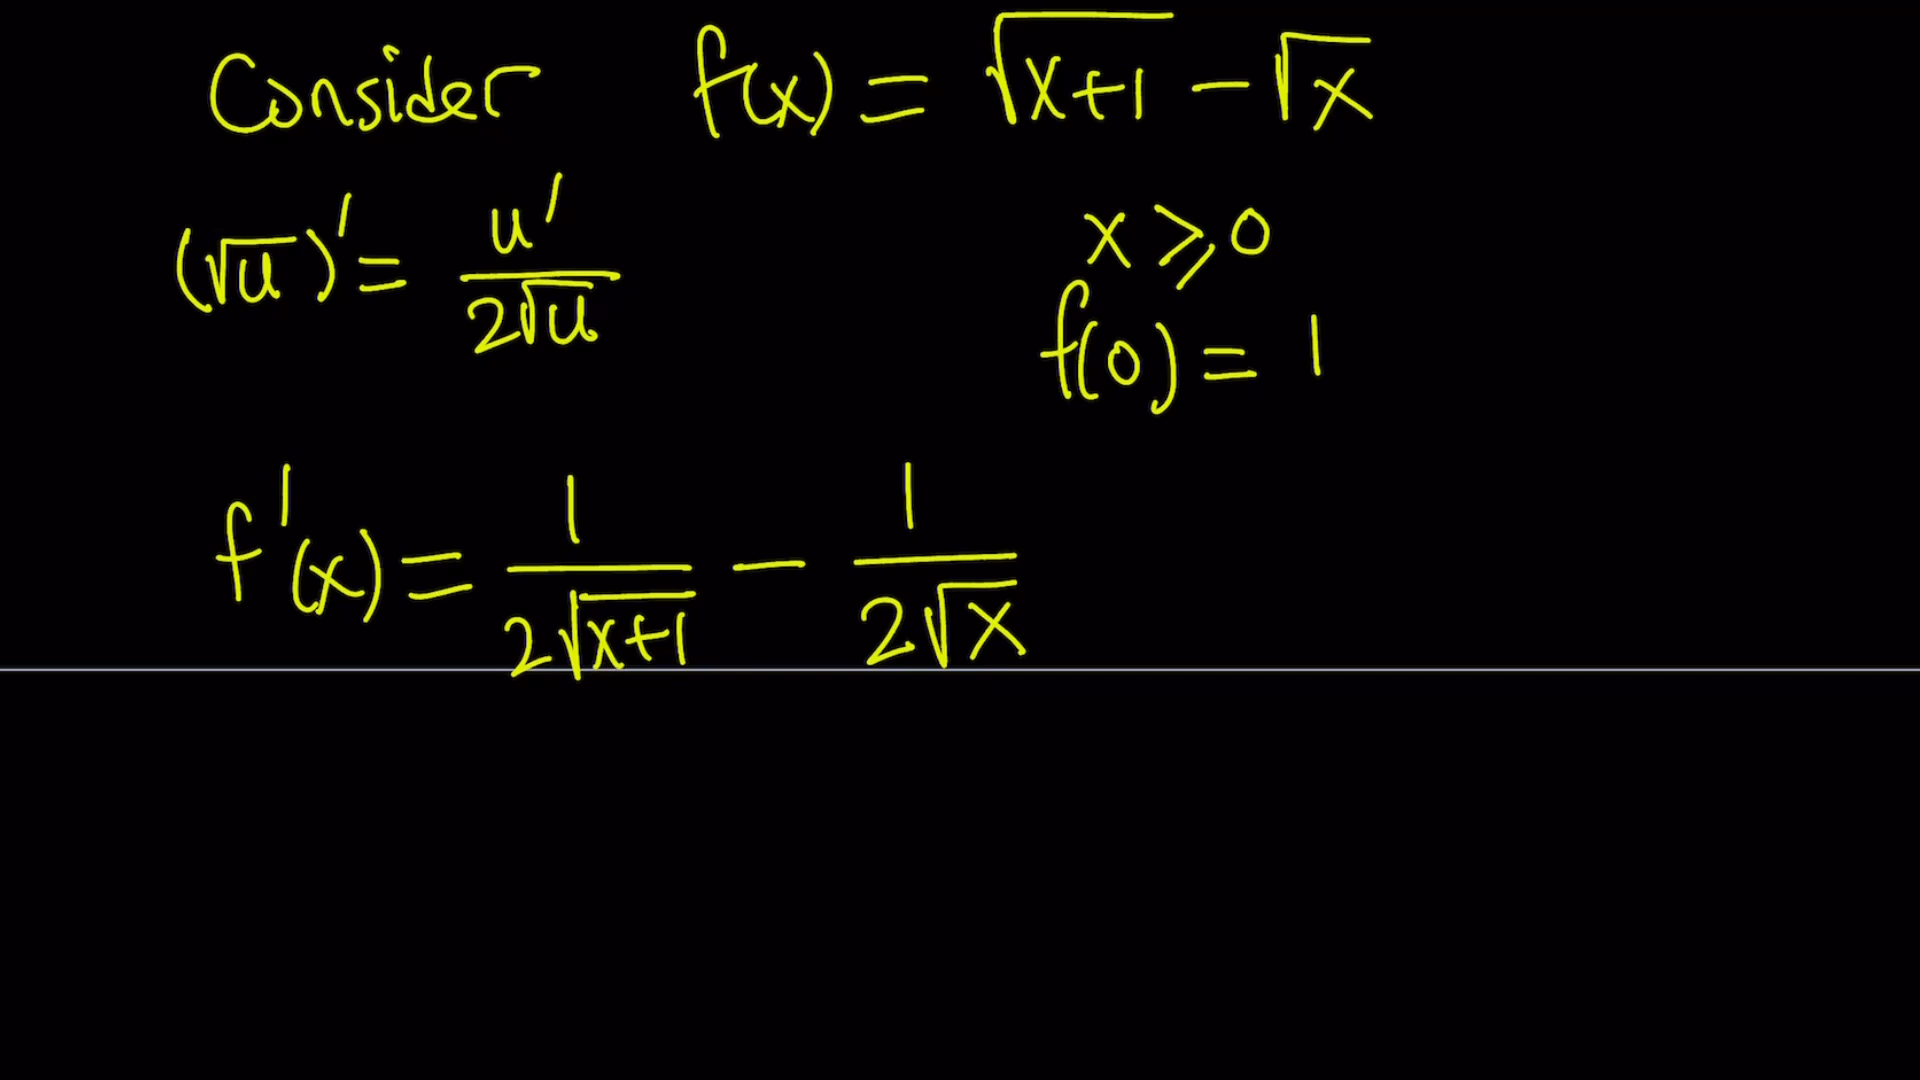 Consider f(x) = √(x+1) - √x
(√u)' = u' / 2√u
x ⩾ 0
f(0) = 1
f'(x) = 1 / 2√(x+1) - 1 / 2√x